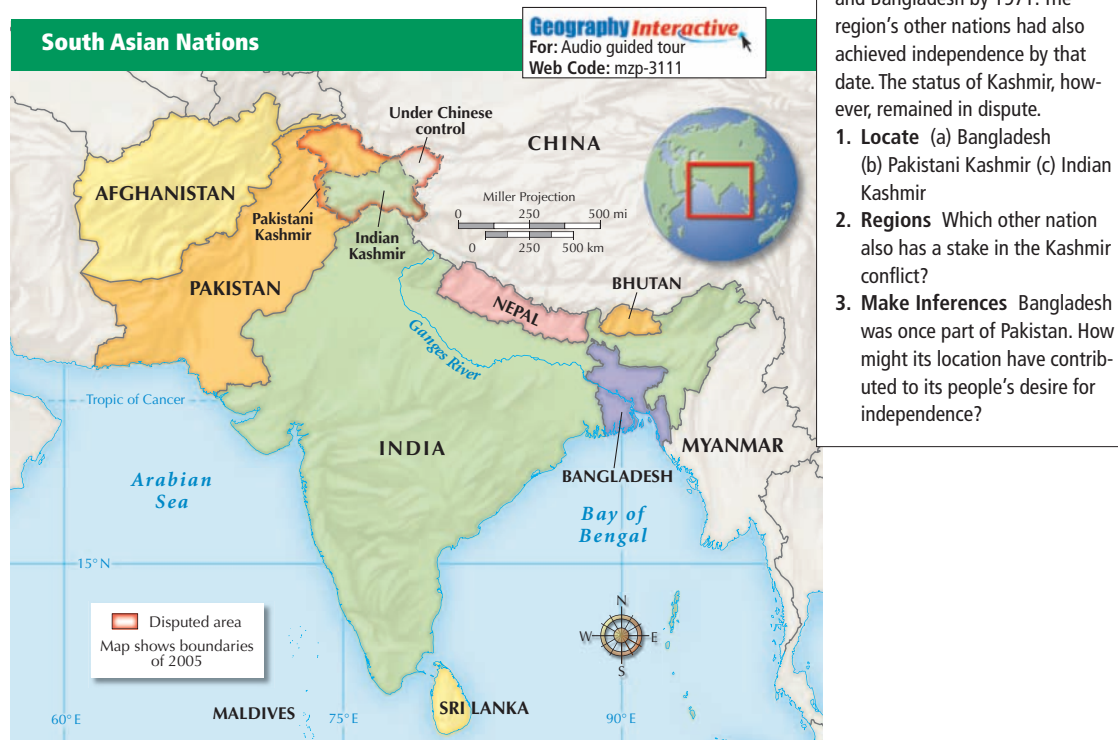 South Asian Nations
Geography Interactive
For: Audio guided tour
Web Code: mzp-3111
Under Chinese
control
CHINA
AFGHANISTAN
Miller Projection
0 250 500 mi
0 250 500 km
Pakistani
Kashmir
Indian
Kashmir
PAKISTAN
NEPAL
BHUTAN
Ganges River
Tropic of Cancer
INDIA
MYANMAR
BANGLADESH
Arabian
Sea
Bay of
Bengal
15° N
Disputed area
Map shows boundaries
of 2005
N
W E
S
MALDIVES
SRI LANKA
60° E
75° E
90° E
and Bangladesh by 1971. The
region's other nations had also
achieved independence by that
date. The status of Kashmir, how-
ever, remained in dispute.
1. Locate (a) Bangladesh
(b) Pakistani Kashmir (c) Indian
Kashmir
2. Regions Which other nation
also has a stake in the Kashmir
conflict?
3. Make Inferences Bangladesh
was once part of Pakistan. How
might its location have contrib-
uted to its people's desire for
independence?